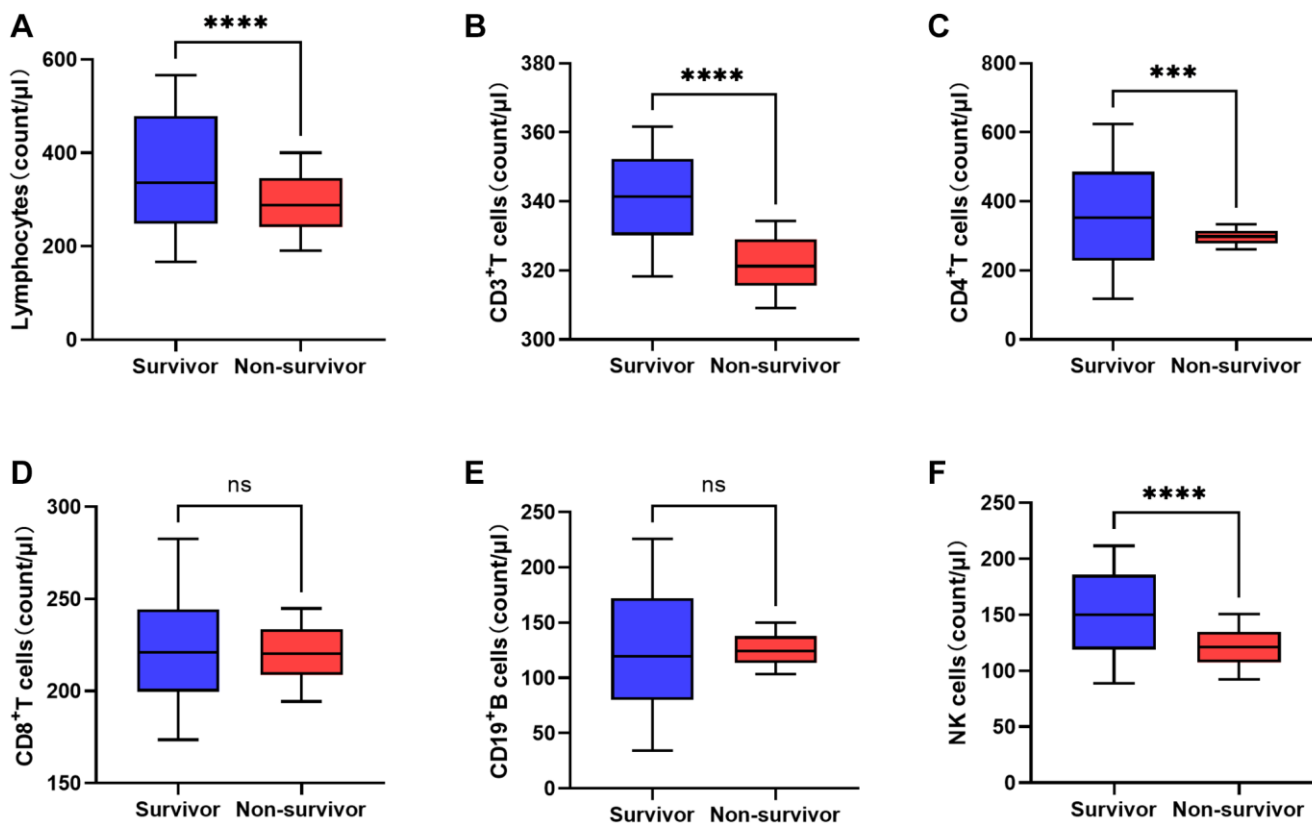 A
****
Lymphocytes（count/μl）
600
400
200
0
Survivor Non-survivor
B
****
CD3+T cells（count/μl）
380
360
340
320
300
Survivor Non-survivor
C
***
CD4+T cells（count/μl）
800
600
400
200
0
Survivor Non-survivor
D
ns
CD8+T cells（count/μl）
300
250
200
150
Survivor Non-survivor
E
ns
CD19+B cells（count/μl）
250
200
150
100
50
0
Survivor Non-survivor
F
****
NK cells（count/μl）
250
200
150
100
50
0
Survivor Non-survivor